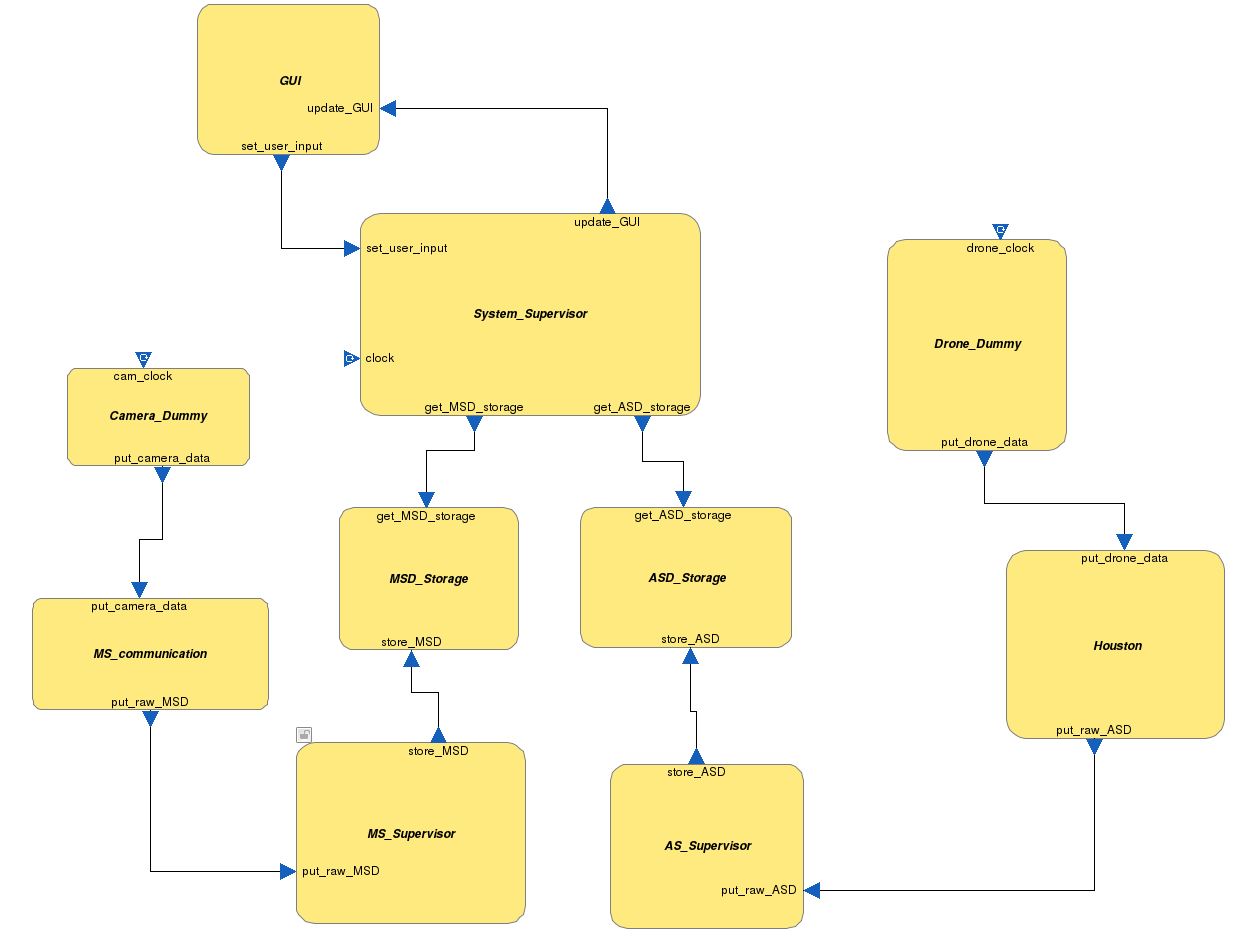 GUI
update_GUI
set_user_input
update_GUI
set_user_input
System_Supervisor
clock
get_MSD_storage
get_ASD_storage
drone_clock
Drone_Dummy
put_drone_data
cam_clock
Camera_Dummy
put_camera_data
get_MSD_storage
MSD_Storage
store_MSD
get_ASD_storage
ASD_Storage
store_ASD
put_drone_data
Houston
put_raw_ASD
put_camera_data
MS_communication
put_raw_MSD
store_MSD
MS_Supervisor
put_raw_MSD
store_ASD
AS_Supervisor
put_raw_ASD